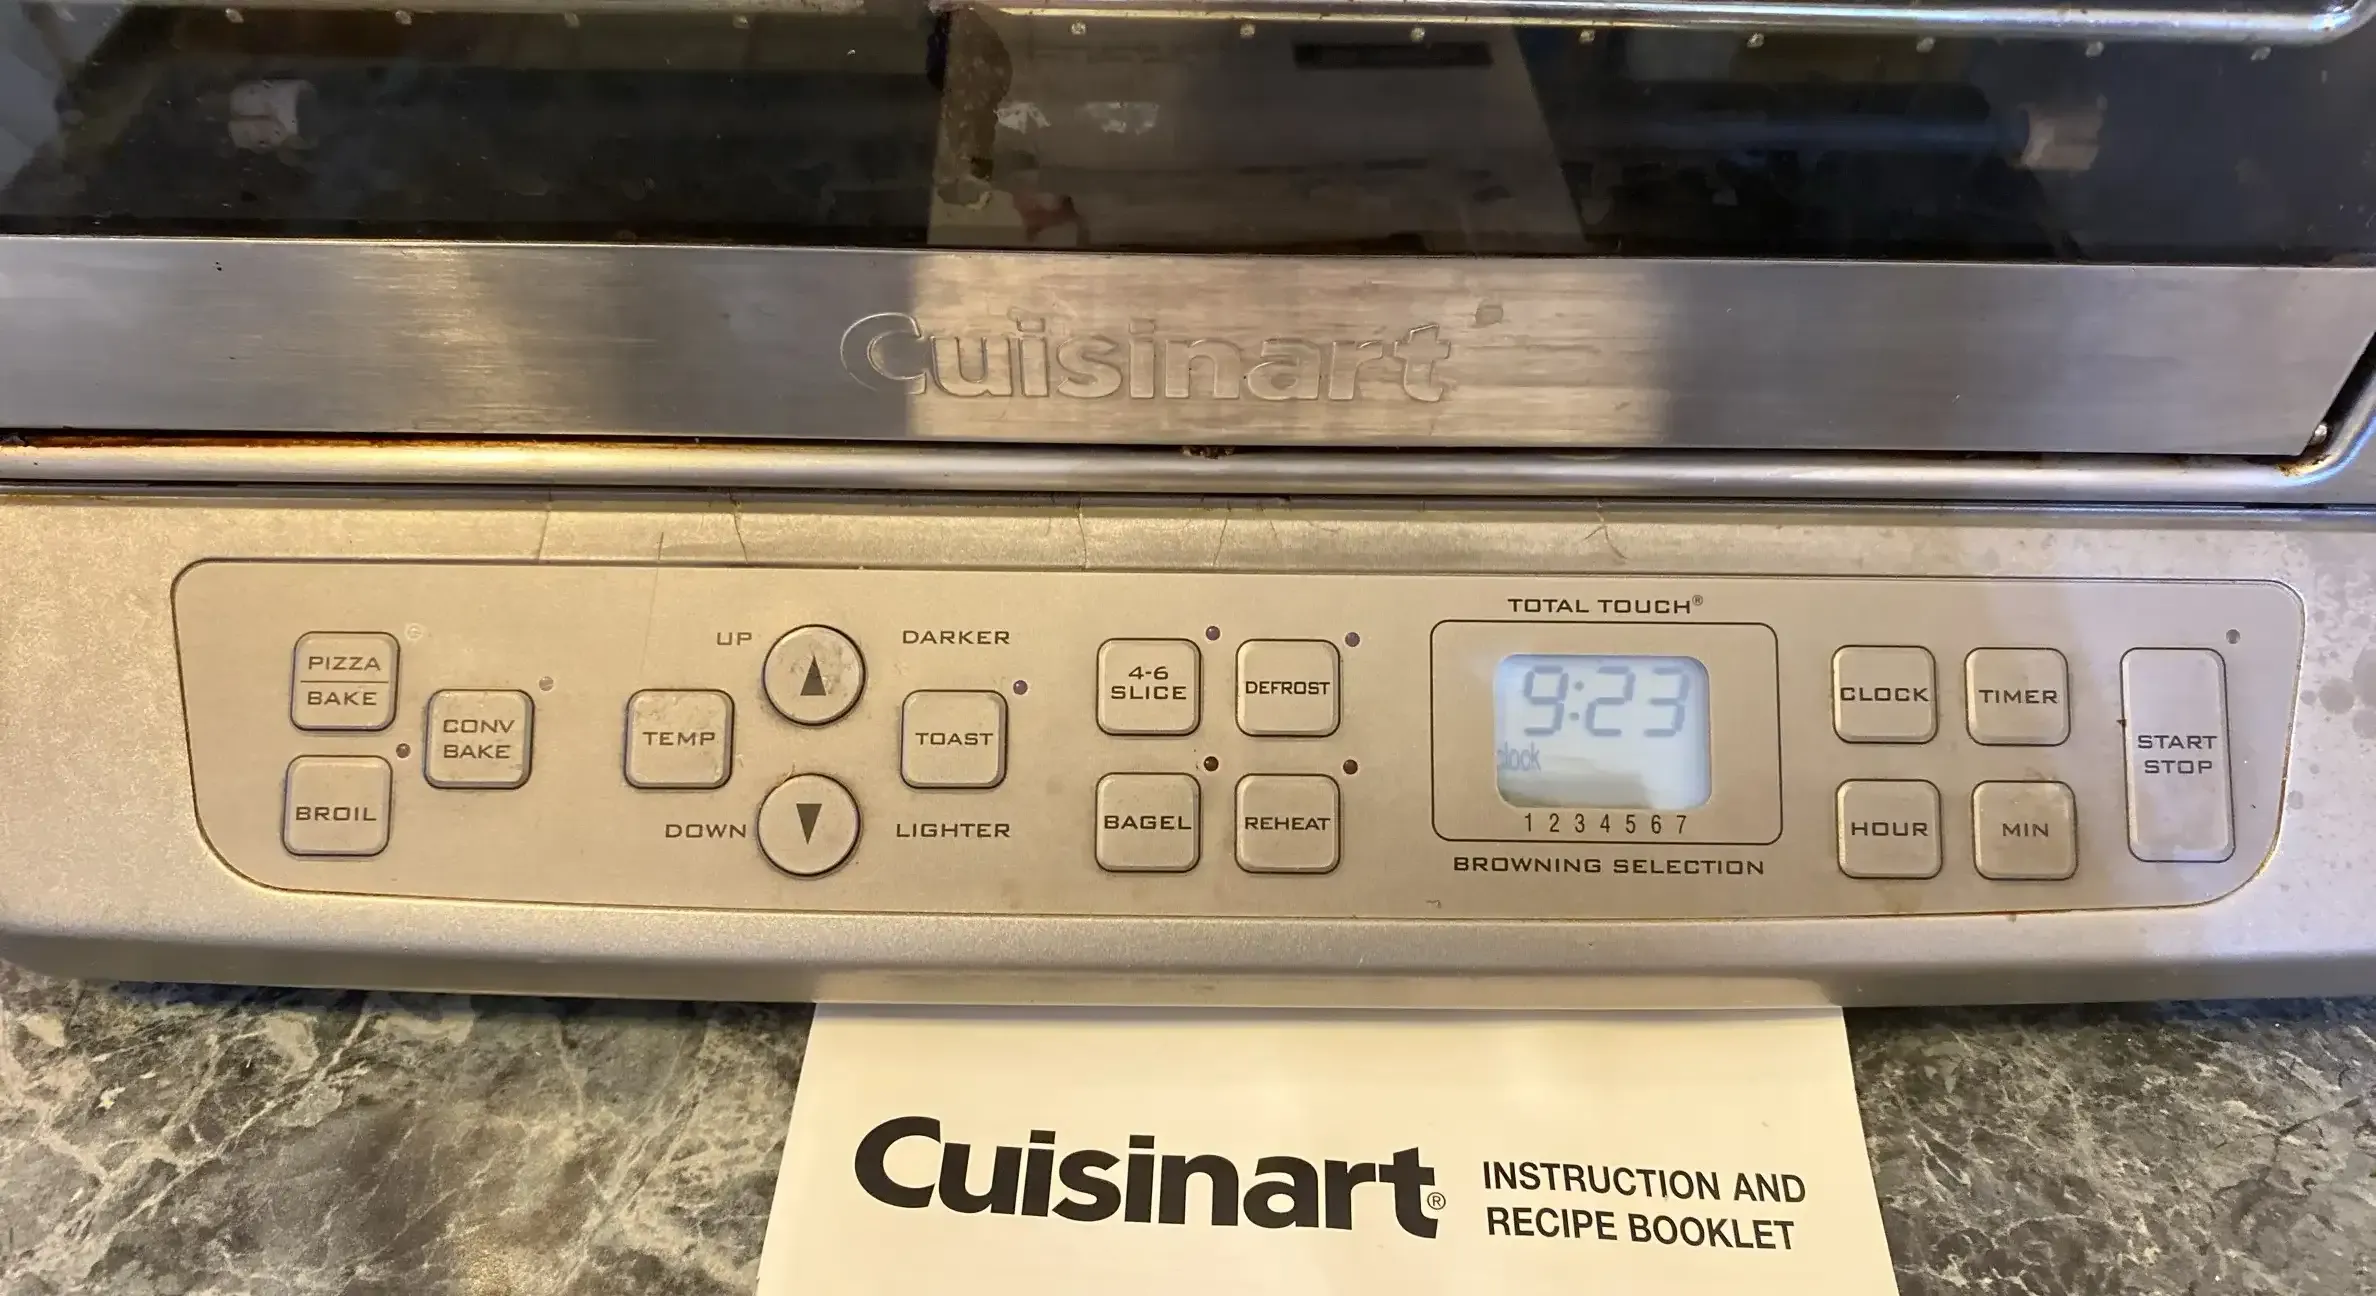 Cuisinart
TOTAL TOUCH®
PIZZA
BAKE
CONV
BAKE
BROIL
UP
DARKER
TEMP
TOAST
DOWN
LIGHTER
4-6
SLICE
DEFROST
BAGEL
REHEAT
9:23
clock
1 2 3 4 5 6 7
BROWNING SELECTION
CLOCK
TIMER
HOUR
MIN
START
STOP
Cuisinart®
INSTRUCTION AND
RECIPE BOOKLET